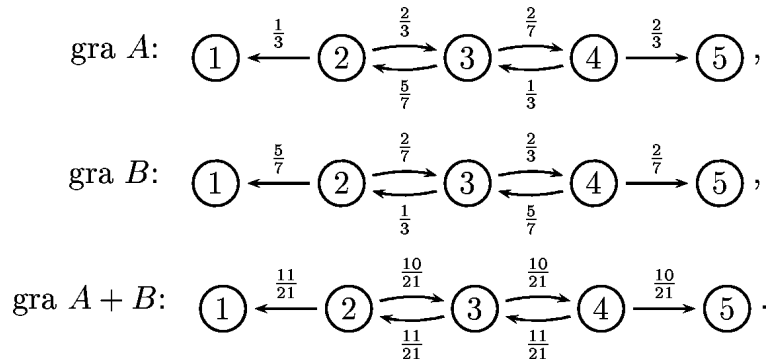 gra A: 1 1/3 2 2/3 5/7 3 2/7 1/3 4 2/3 5 ,
gra B: 1 5/7 2 2/7 1/3 3 2/3 5/7 4 2/7 5 ,
gra A + B: 1 11/21 2 10/21 11/21 3 10/21 11/21 4 10/21 5 .